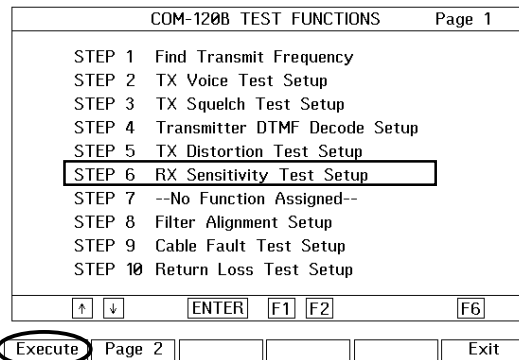 COM-120B TEST FUNCTIONS Page 1
STEP 1 Find Transmit Frequency
STEP 2 TX Voice Test Setup
STEP 3 TX Squelch Test Setup
STEP 4 Transmitter DTMF Decode Setup
STEP 5 TX Distortion Test Setup
STEP 6 RX Sensitivity Test Setup
STEP 7 --No Function Assigned--
STEP 8 Filter Alignment Setup
STEP 9 Cable Fault Test Setup
STEP 10 Return Loss Test Setup
↑ ↓ ENTER F1 F2 F6
Execute Page 2 Exit